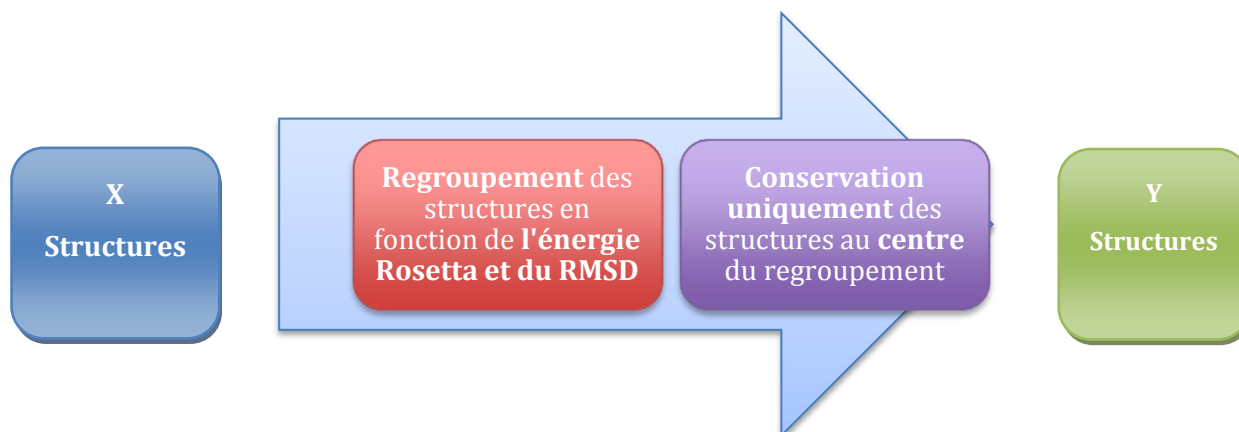 X
Structures
Regroupement des
structures en
fonction de l'énergie
Rosetta et du RMSD
Conservation
uniquement des
structures au centre
du regroupement
Y
Structures